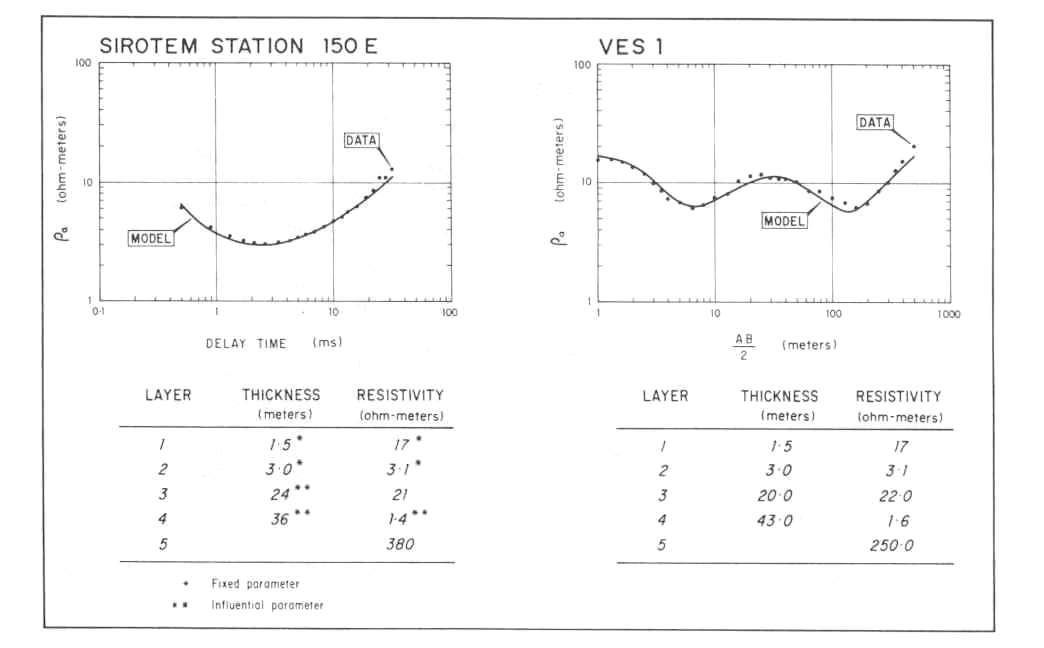 SIROTEM STATION 150 E
100
10
1
ρa (ohm-meters)
DATA
MODEL
0·1 1 10 100
DELAY TIME (ms)
LAYER THICKNESS RESISTIVITY
(meters) (ohm-meters)
1 1·5 * 17 *
2 3·0 * 3·1 *
3 24 ** 21
4 36 ** 1·4 **
5 380
* Fixed parameter
** Influential parameter
VES 1
100
10
1
ρa (ohm-meters)
DATA
MODEL
1 10 100 1000
AB
2
(meters)
LAYER THICKNESS RESISTIVITY
(meters) (ohm-meters)
1 1·5 17
2 3·0 3·1
3 20·0 22·0
4 43·0 1·6
5 250·0